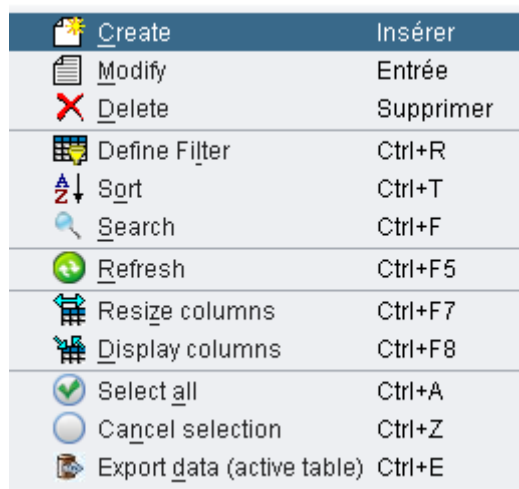 Create Insérer
Modify Entrée
Delete Supprimer
Define Filter Ctrl+R
Sort Ctrl+T
Search Ctrl+F
Refresh Ctrl+F5
Resize columns Ctrl+F7
Display columns Ctrl+F8
Select all Ctrl+A
Cancel selection Ctrl+Z
Export data (active table) Ctrl+E